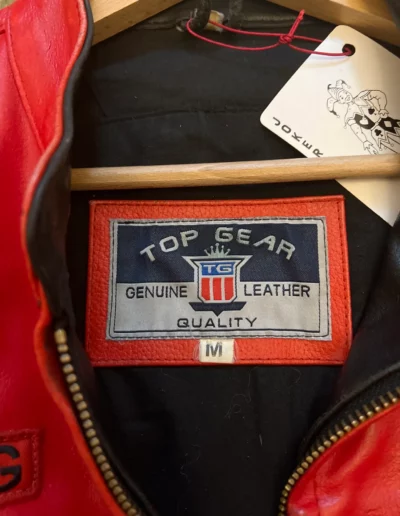 JOKER
TOP GEAR
TG
GENUINE LEATHER
QUALITY
M
G